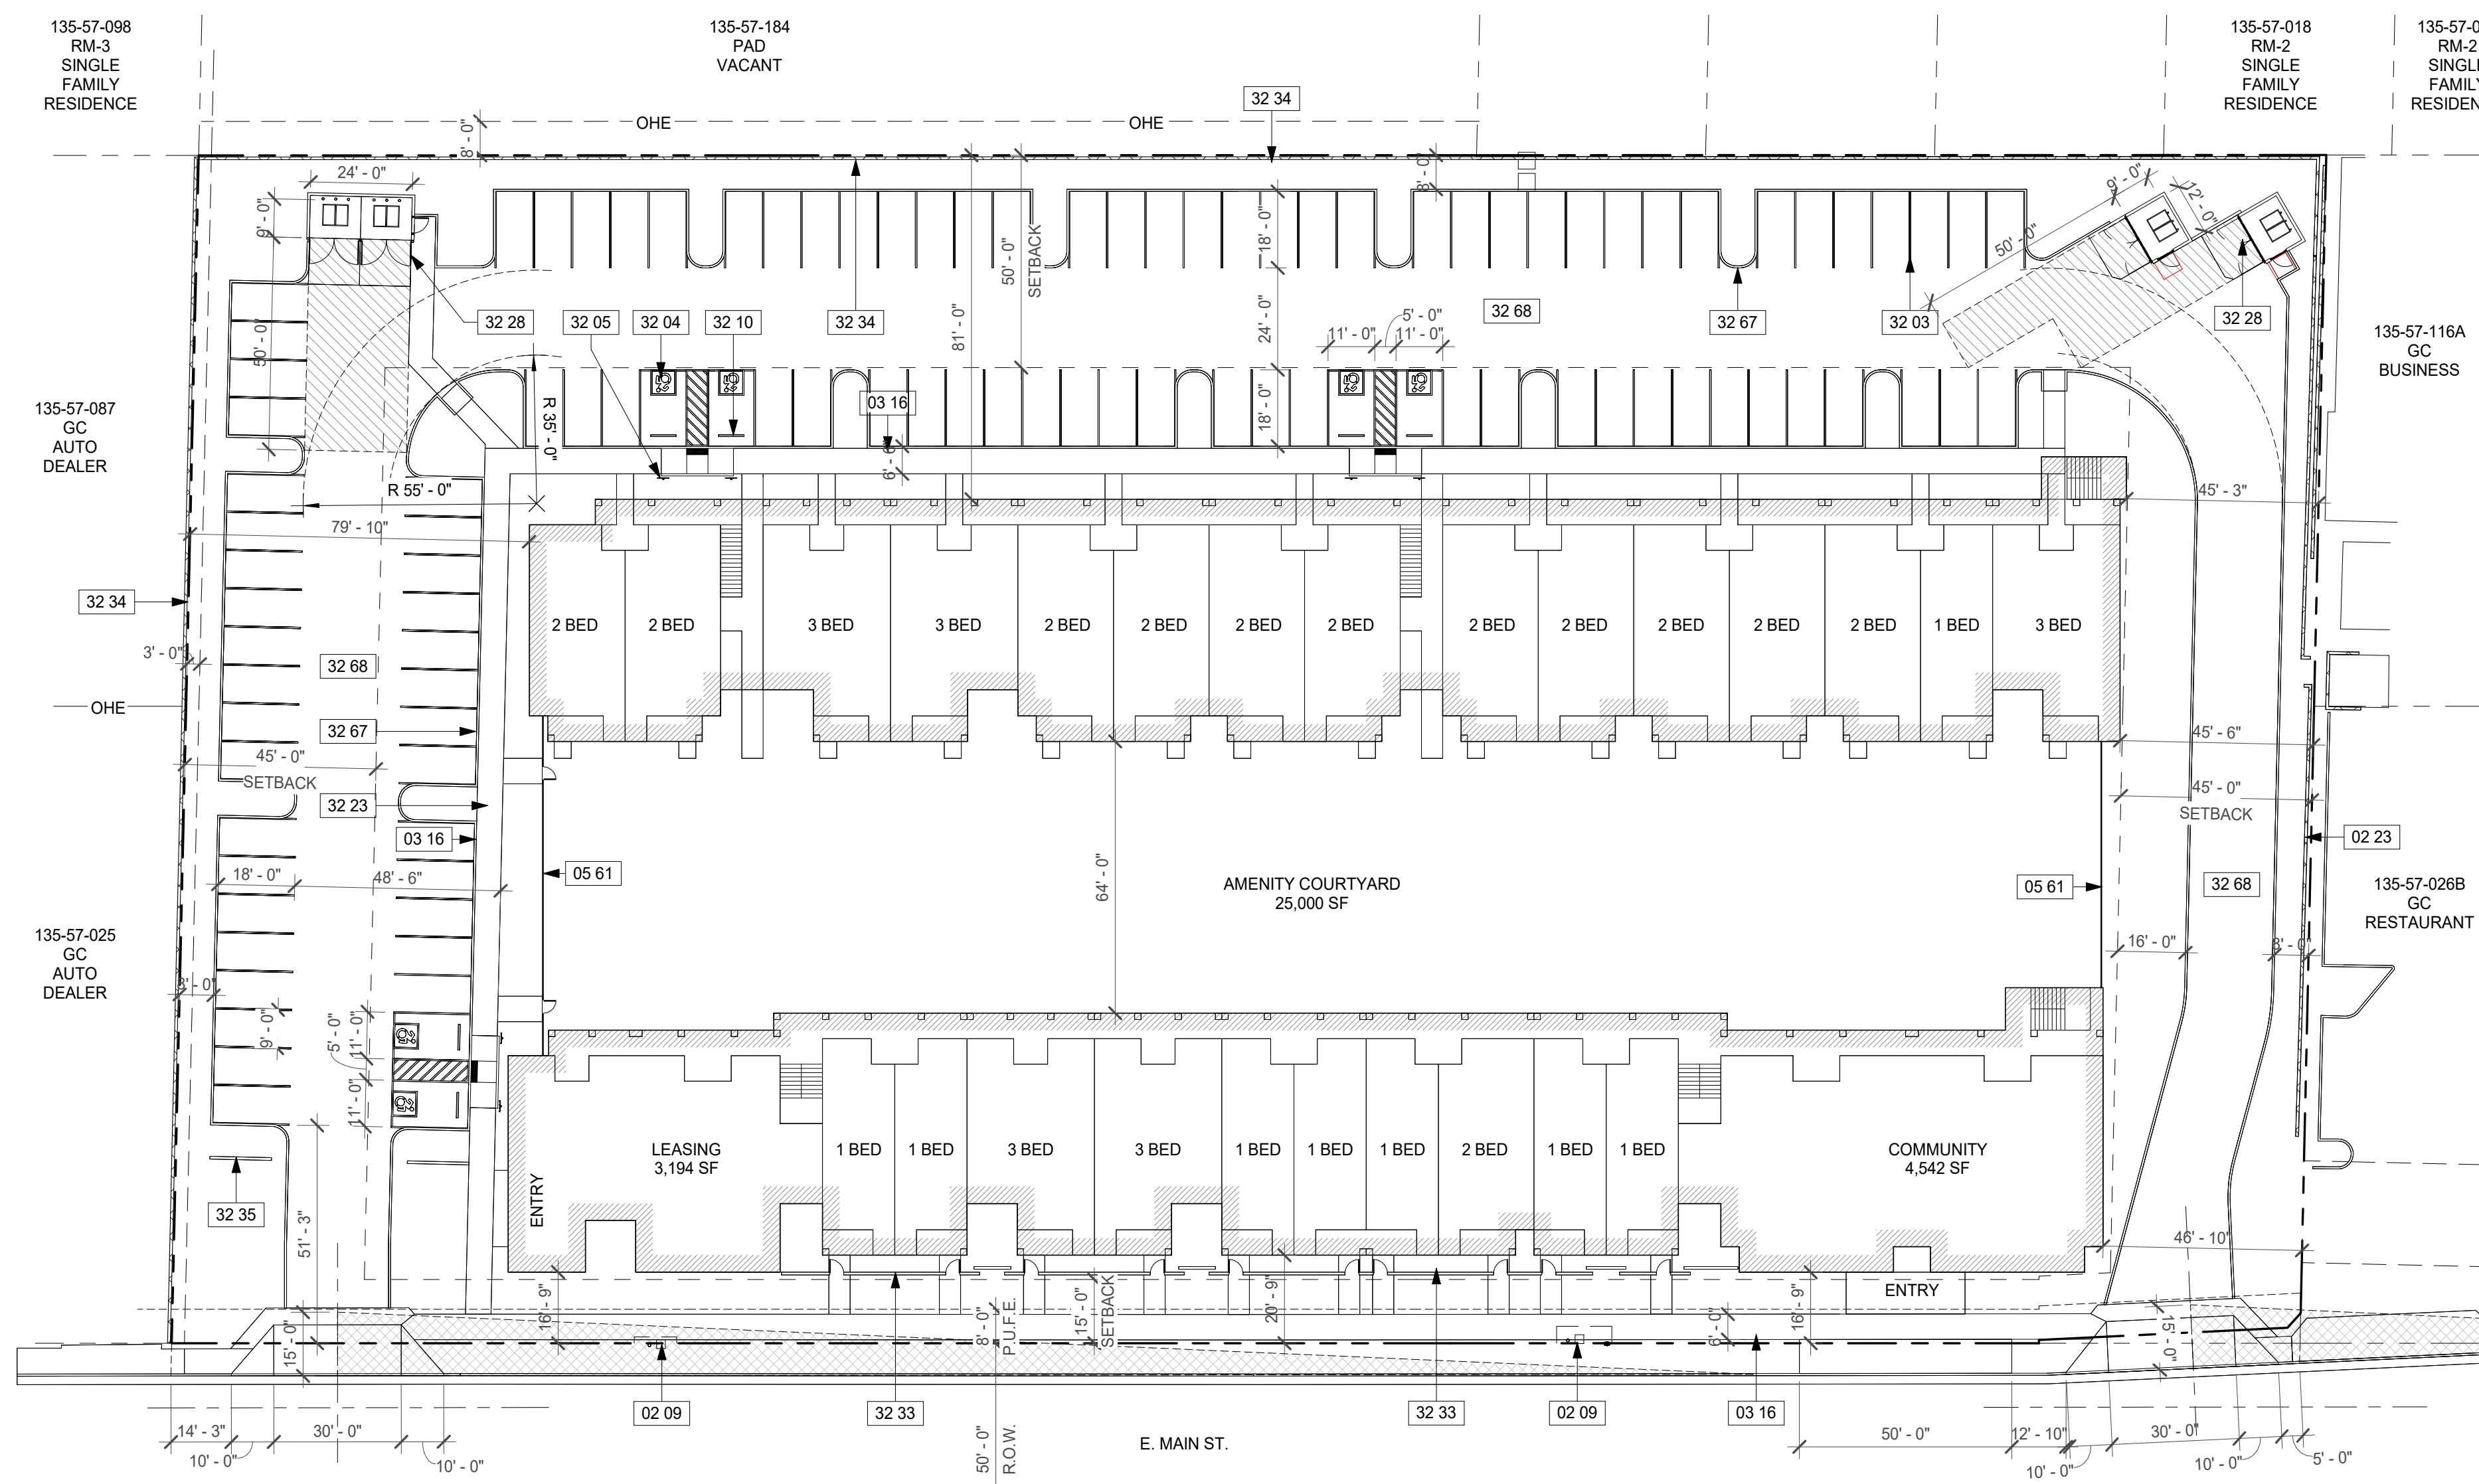 135-57-098
RM-3
SINGLE
FAMILY
RESIDENCE
135-57-184
PAD
VACANT
135-57-018
RM-2
SINGLE
FAMILY
RESIDENCE
RM-2
OHE
OHE
32 34
8' - 0"
24' - 0"
9' - 0"
50' - 0"
32 28
32 05
32 04
32 10
32 34
81' - 0"
50' - 0"
SETBACK
8' - 0"
18' - 0"
24' - 0"
18' - 0"
11' - 0"
5' - 0"
11' - 0"
32 68
32 67
32 03
50' - 0"
9' - 0"
12' - 0"
32 28
135-57-116A
GC
BUSINESS
135-57-087
GC
AUTO
DEALER
R 35' - 0"
03 16
6' - 6"
R 55' - 0"
79' - 10"
45' - 3"
32 34
3' - 0"
32 68
OHE
32 67
45' - 0"
SETBACK
32 23
03 16
18' - 0"
48' - 6"
05 61
2 BED
2 BED
3 BED
3 BED
2 BED
2 BED
2 BED
2 BED
2 BED
2 BED
2 BED
2 BED
2 BED
1 BED
3 BED
45' - 6"
45' - 0"
SETBACK
02 23
64' - 0"
AMENITY COURTYARD
25,000 SF
05 61
32 68
135-57-026B
GC
RESTAURANT
16' - 0"
135-57-025
GC
AUTO
DEALER
9' - 0"
5' - 0"
11' - 0"
11' - 0"
32 35
51' - 3"
ENTRY
LEASING
3,194 SF
1 BED
1 BED
3 BED
3 BED
1 BED
1 BED
1 BED
2 BED
1 BED
1 BED
COMMUNITY
4,542 SF
46' - 10"
ENTRY
15' - 0"
16' - 9"
8' - 0"
P.U.F.E.
15' - 0"
SETBACK
20' - 9"
6' - 0"
16' - 9"
15' - 0"
02 09
32 33
32 33
02 09
03 16
14' - 3"
10' - 0"
30' - 0"
10' - 0"
50' - 0"
R.O.W.
E. MAIN ST.
50' - 0"
12' - 10"
10' - 0"
30' - 0"
10' - 0"
5' - 0"